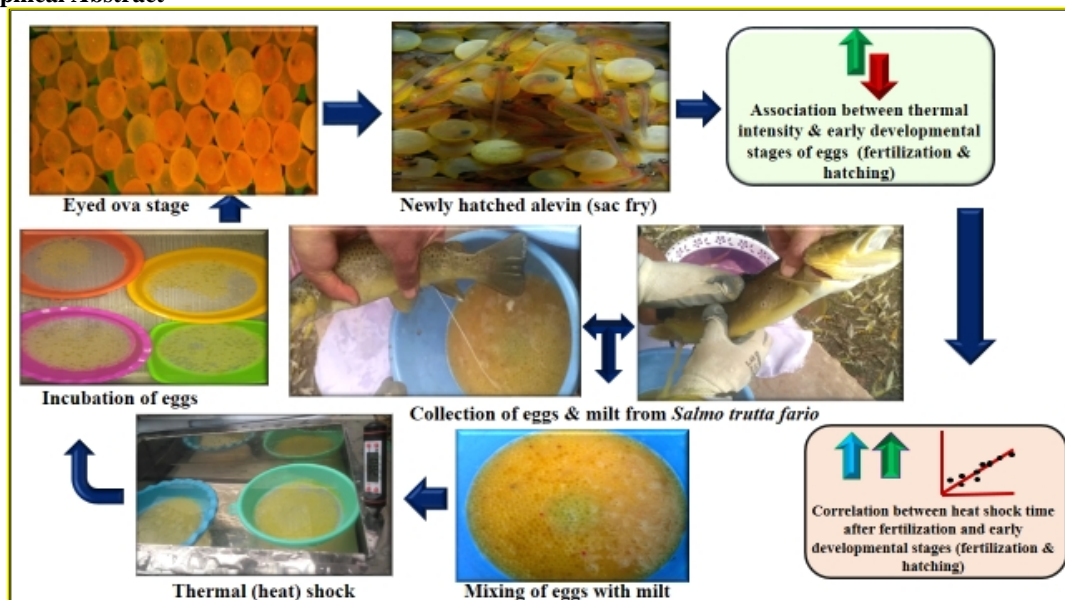 phical Abstract
Eyed ova stage
Newly hatched alevin (sac fry)
Association between thermal
intensity & early developmental
stages of eggs (fertilization &
hatching)
Incubation of eggs
Collection of eggs & milt from Salmo trutta fario
Thermal (heat) shock
Mixing of eggs with milt
Correlation between heat shock time
after fertilization and early
developmental stages (fertilization &
hatching)